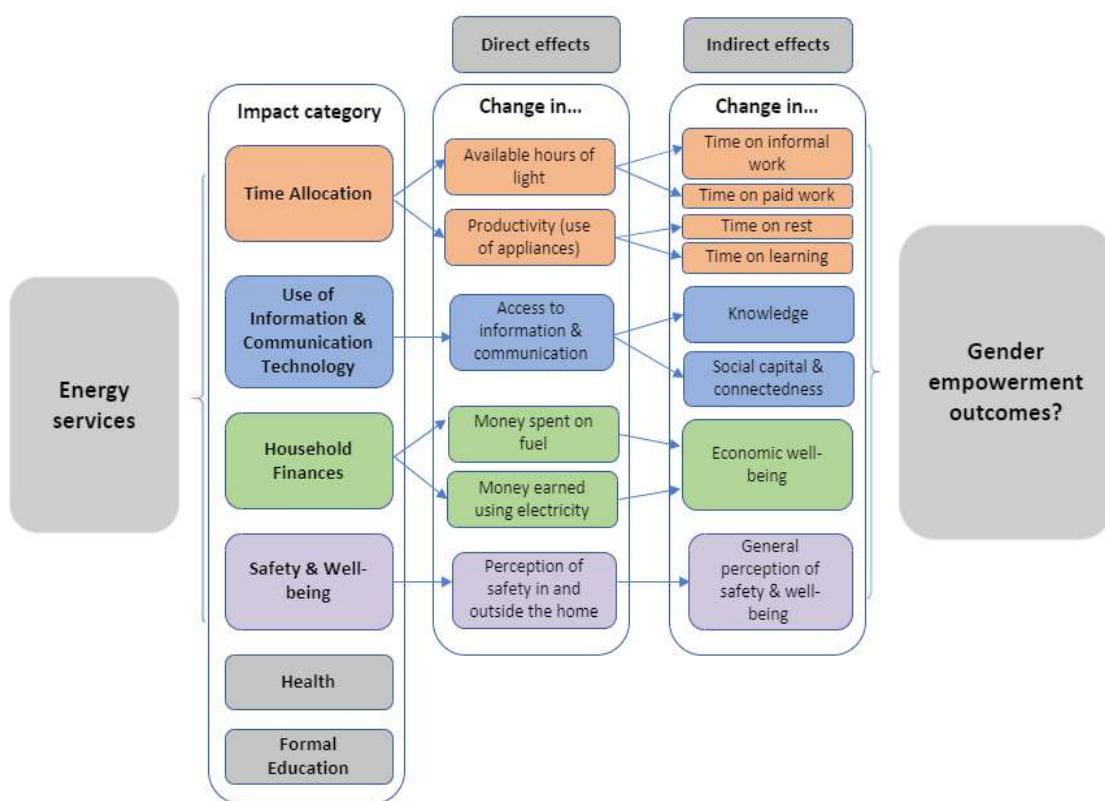 Direct effects
Indirect effects
Impact category
Change in...
Change in...
Time Allocation
Available hours of
light
Productivity (use
of appliances)
Time on informal
work
Time on paid work
Time on rest
Time on learning
Use of
Information &
Communication
Technology
Access to
information &
communication
Knowledge
Social capital &
connectedness
Energy
services
Gender
empowerment
outcomes?
Household
Finances
Money spent on
fuel
Money earned
using electricity
Economic well-
being
Safety & Well-
being
Perception of
safety in and
outside the home
General
perception of
safety & well-
being
Health
Formal
Education